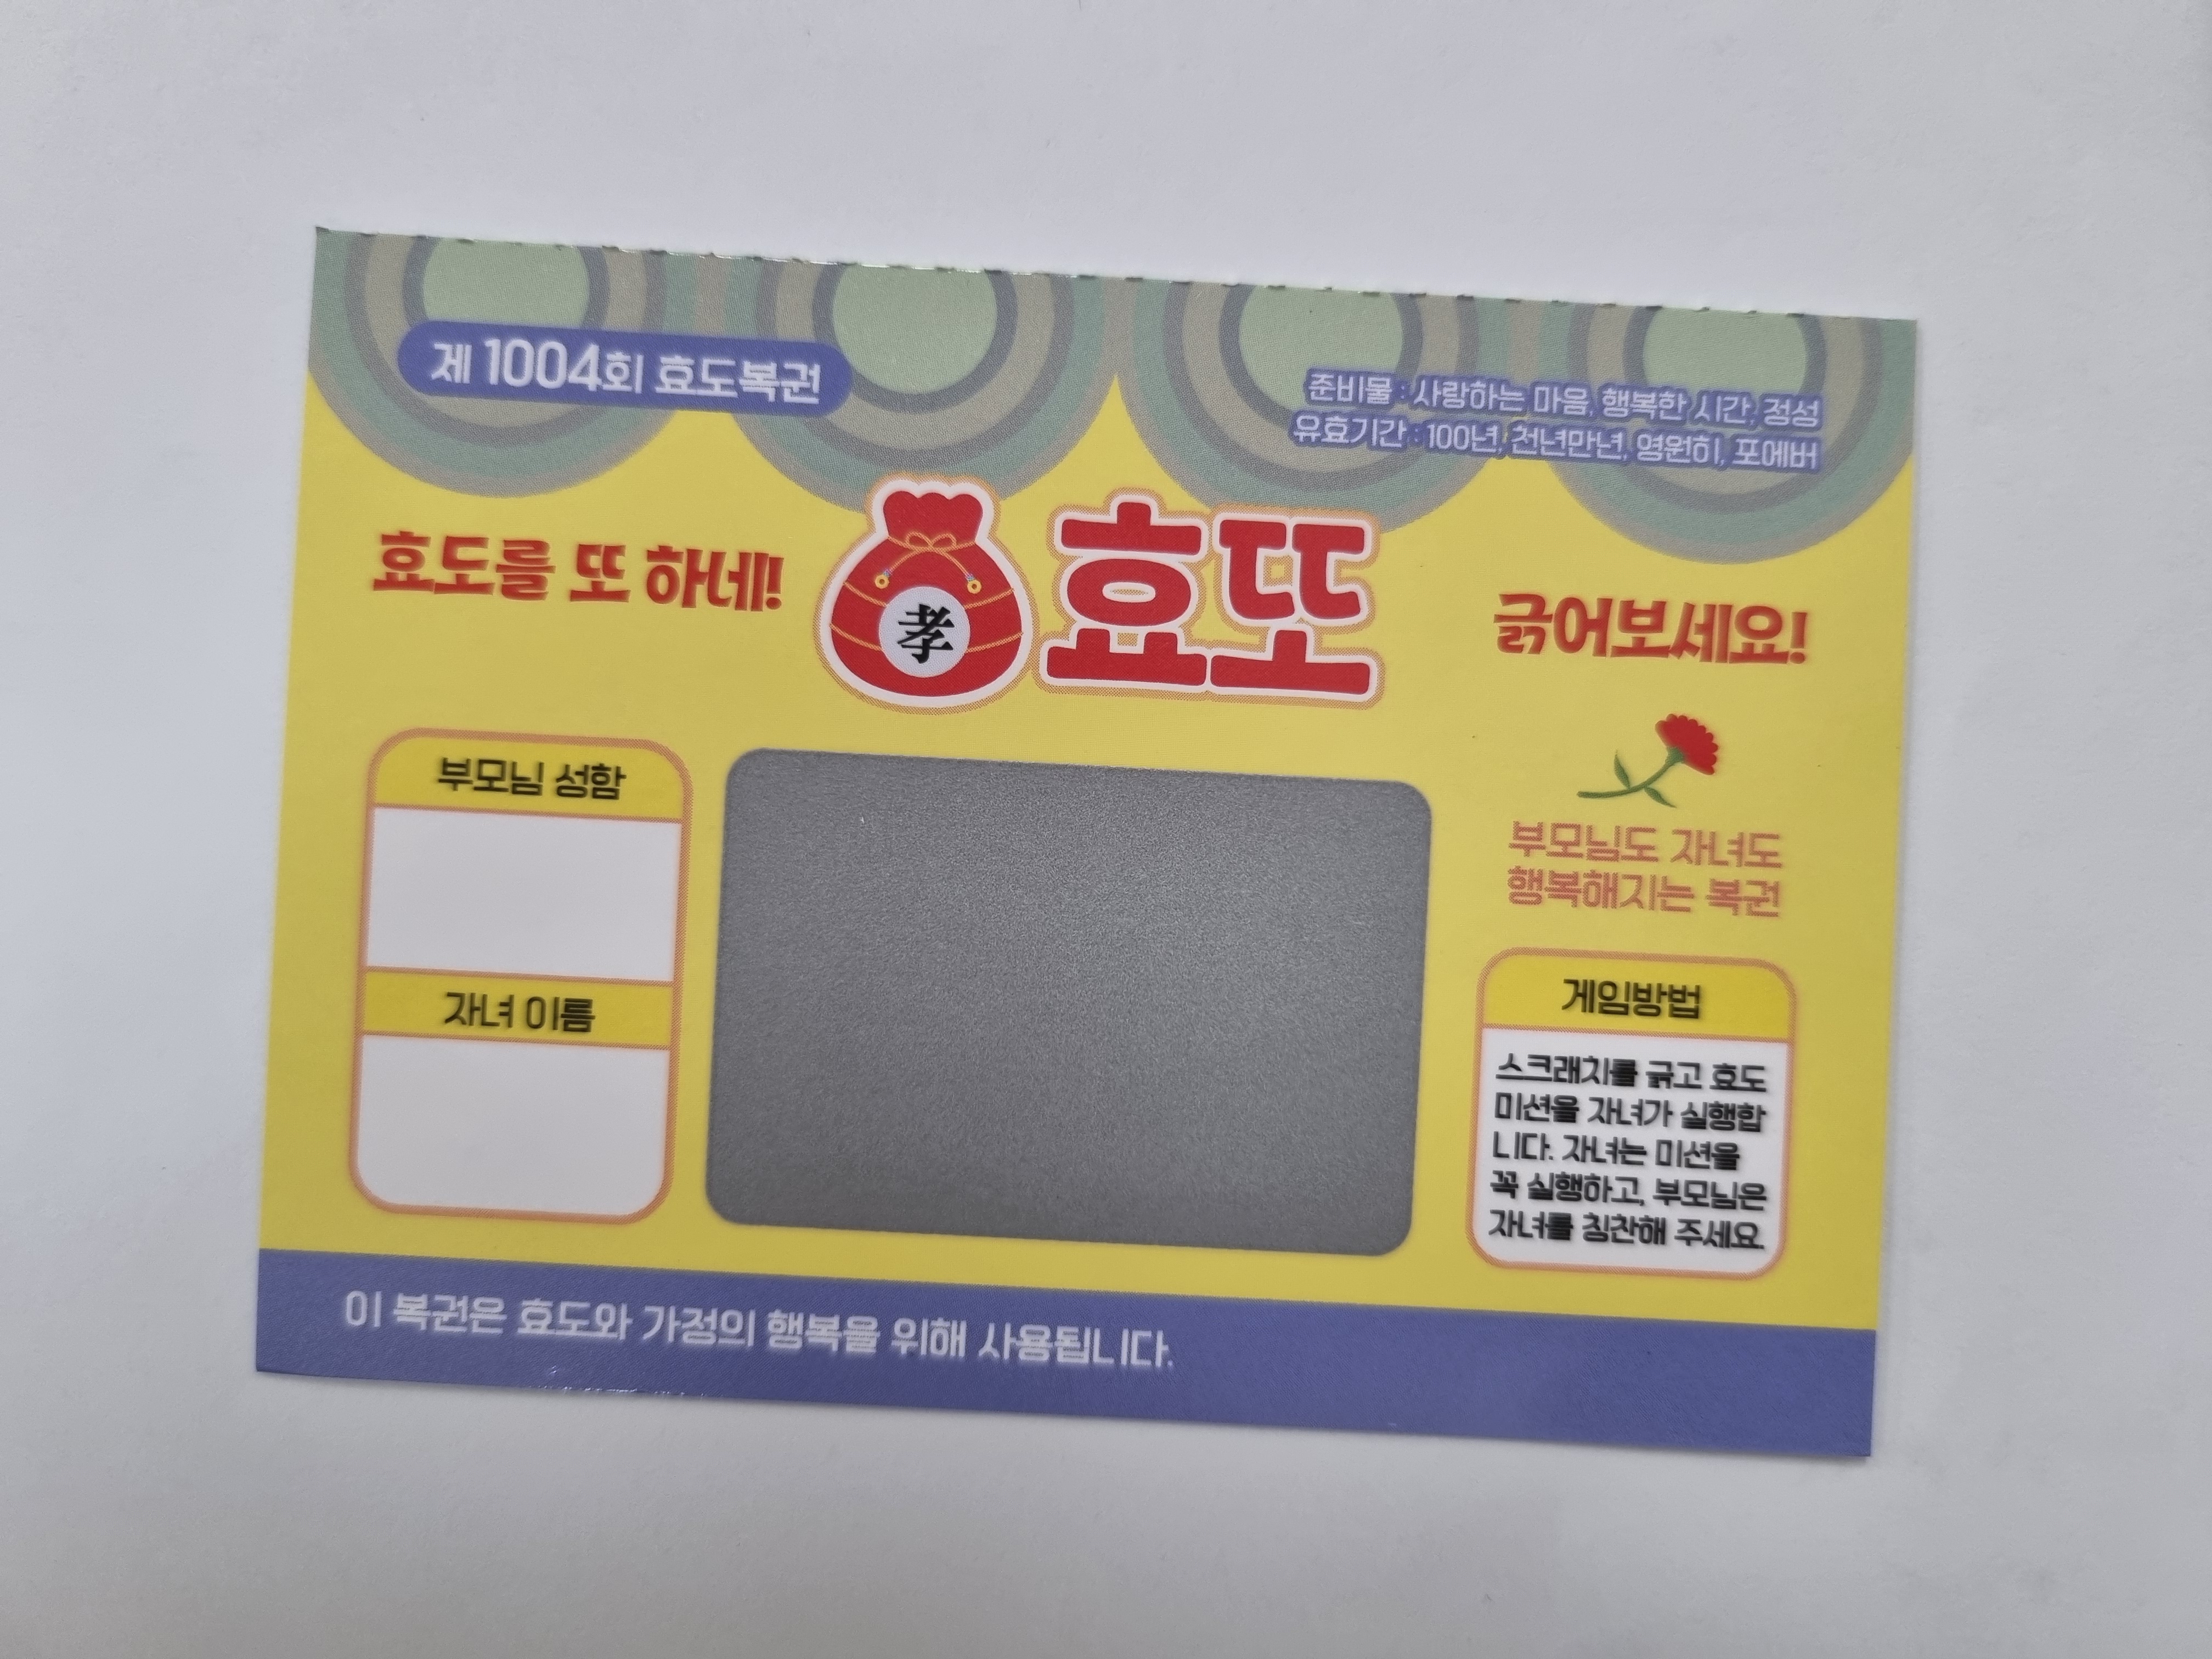 제 1004회 효도복권
준비물 : 사랑하는 마음, 행복한 시간, 정성
유효기간 : 100년, 천년만년, 영원히, 포에버
효도를 또 하네!
孝
효또
긁어보세요!
부모님 성함
자녀 이름
부모님도 자녀도
행복해지는 복권
게임방법
스크래치를 긁고 효도
미션을 자녀가 실행합
니다. 자녀는 미션을
꼭 실행하고, 부모님은
자녀를 칭찬해 주세요
이 복권은 효도와 가정의 행복을 위해 사용됩니다.